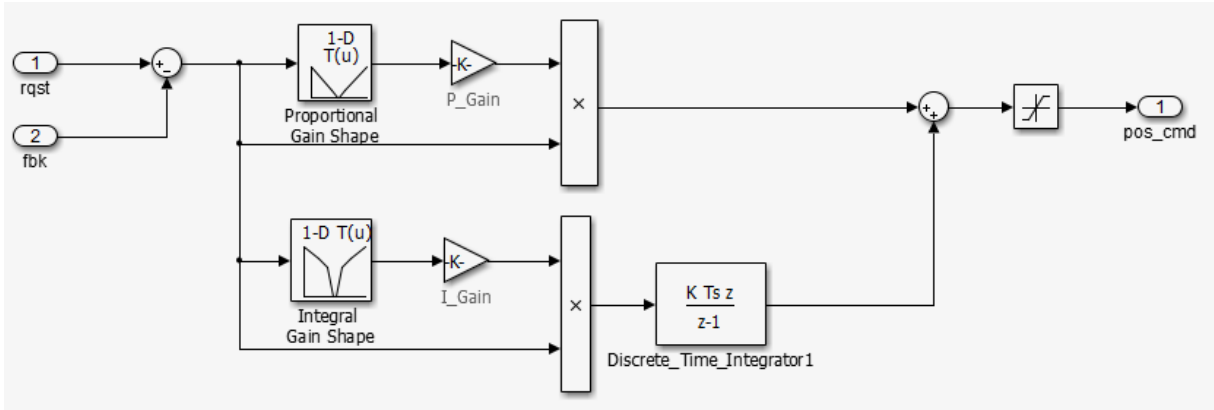 1
rqst
2
fbk
+
-
1-D
T(u)
Proportional
Gain Shape
-K-
P_Gain
×
1-D T(u)
Integral
Gain Shape
-K-
I_Gain
×
K Ts z
z-1
Discrete_Time_Integrator1
+
+
1
pos_cmd